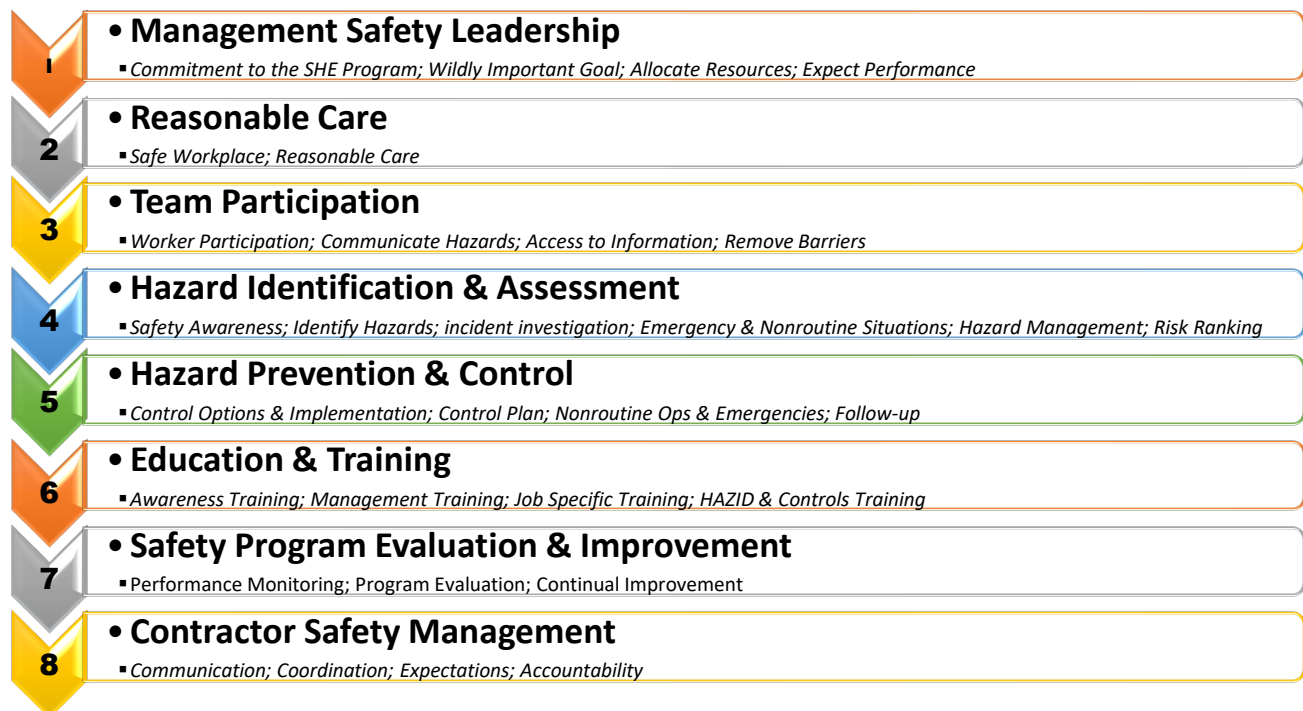 • Management Safety Leadership
1
▪ Commitment to the SHE Program; Wildly Important Goal; Allocate Resources; Expect Performance
• Reasonable Care
2
▪ Safe Workplace; Reasonable Care
• Team Participation
3
▪ Worker Participation; Communicate Hazards; Access to Information; Remove Barriers
• Hazard Identification & Assessment
4
▪ Safety Awareness; Identify Hazards; incident investigation; Emergency & Nonroutine Situations; Hazard Management; Risk Ranking
• Hazard Prevention & Control
5
▪ Control Options & Implementation; Control Plan; Nonroutine Ops & Emergencies; Follow-up
• Education & Training
6
▪ Awareness Training; Management Training; Job Specific Training; HAZID & Controls Training
• Safety Program Evaluation & Improvement
7
▪ Performance Monitoring; Program Evaluation; Continual Improvement
• Contractor Safety Management
8
▪ Communication; Coordination; Expectations; Accountability